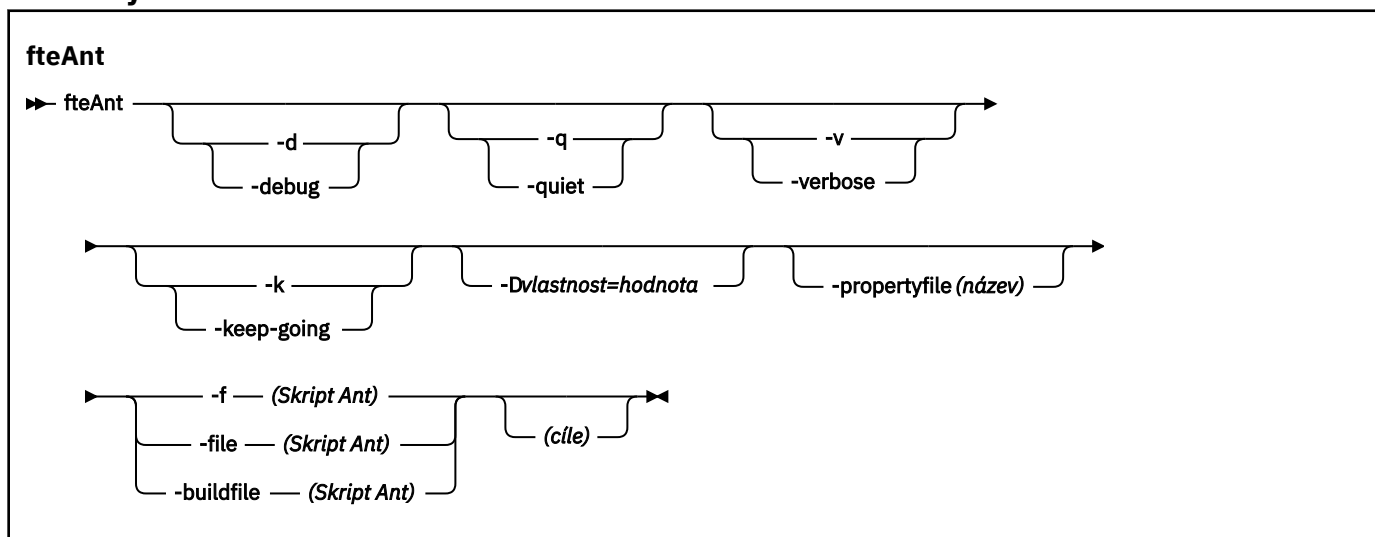 fteAnt
fteAnt
-d
-debug
-q
-quiet
-v
-verbose
-k
-keep-going
-Dvlastnost=hodnota
-propertyfile (název)
-f (Skript Ant)
-file (Skript Ant)
-buildfile (Skript Ant)
(cíle)